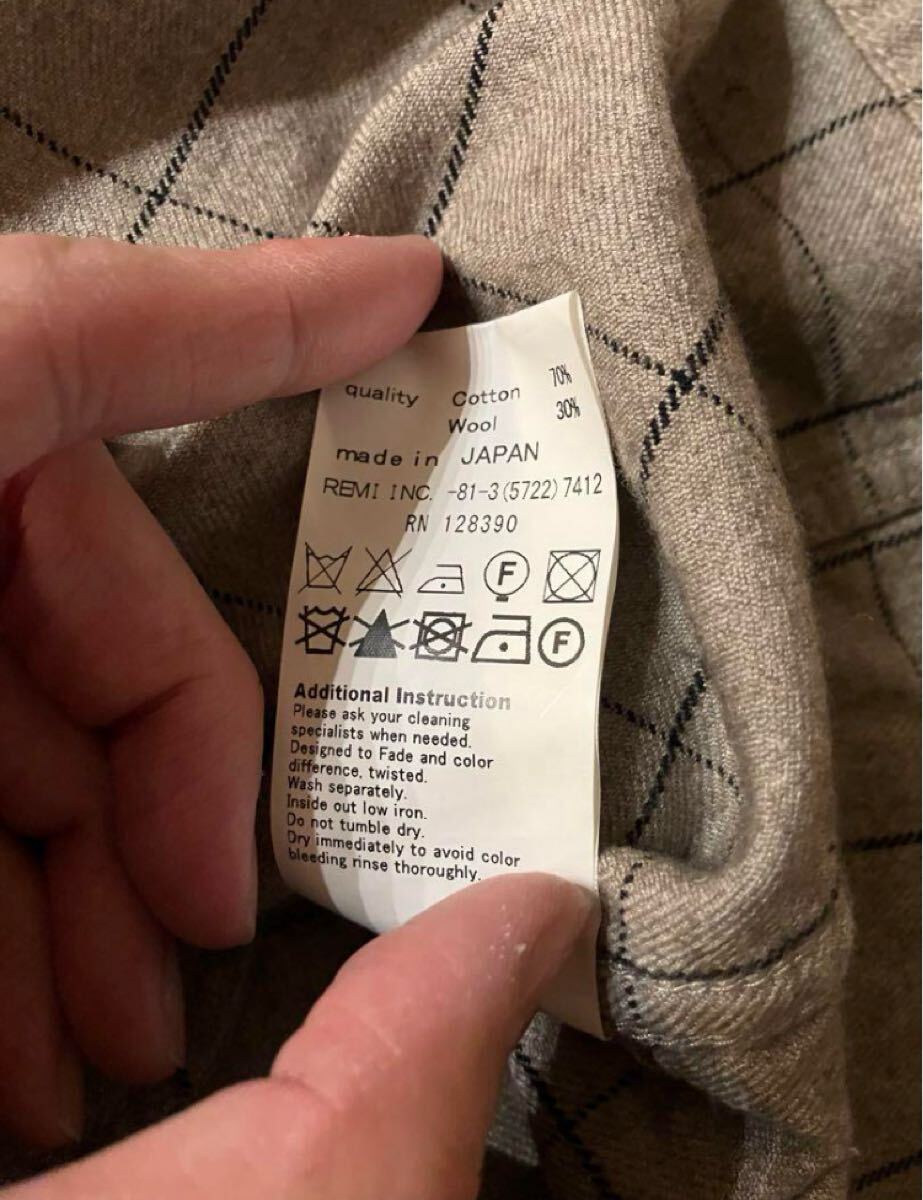 quality Cotton 70%
Wool 30%
made in JAPAN
REMI INC. -81-3(5722)7412
RN 128390
F
F
Additional Instruction
Please ask your cleaning
specialists when needed.
Designed to Fade and color
difference, twisted.
Wash separately.
Inside out low iron.
Do not tumble dry.
Dry immediately to avoid color
bleeding rinse thoroughly.